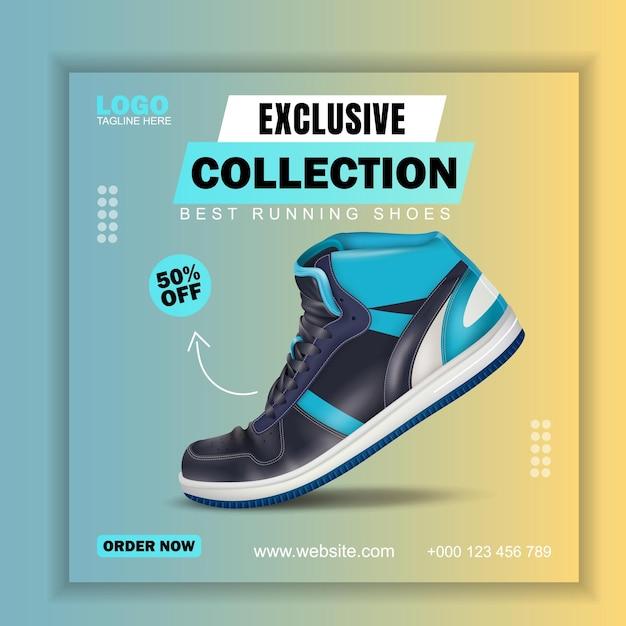 LOGO
TAGLINE HERE
EXCLUSIVE
COLLECTION
BEST RUNNING SHOES
50%
OFF
ORDER NOW
www.website.com
+000 123 456 789